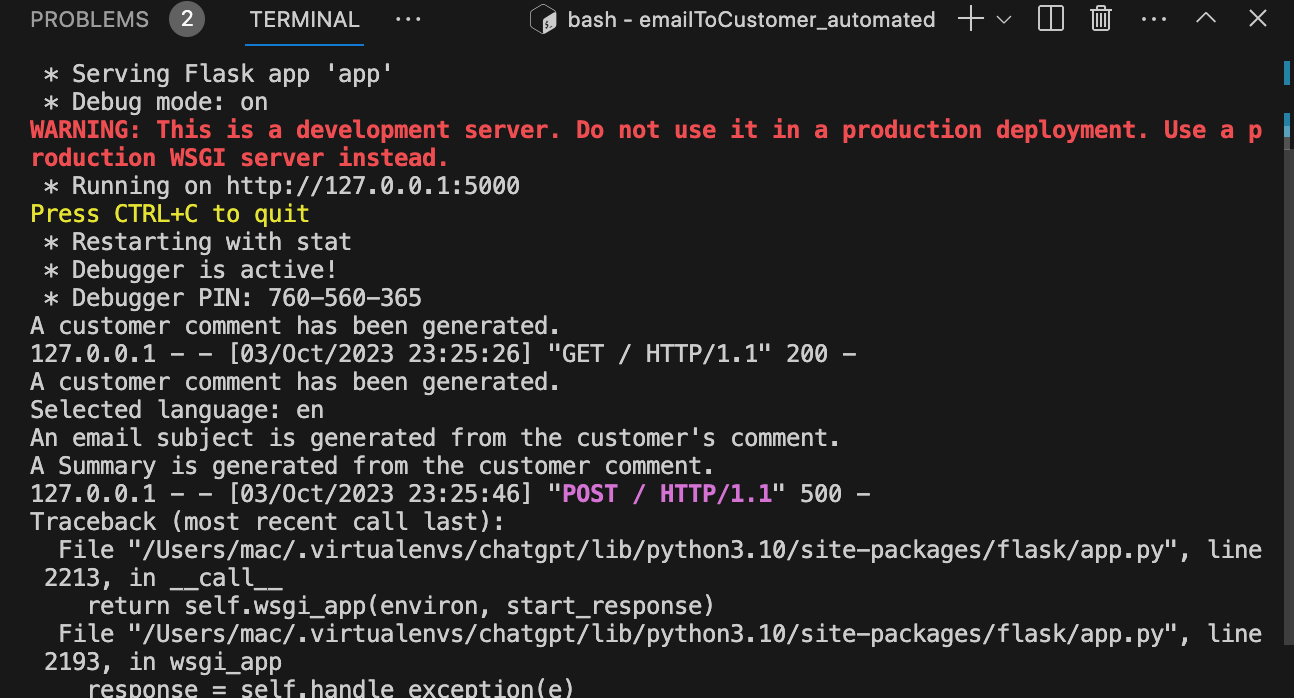 PROBLEMS 2 TERMINAL ... bash - emailToCustomer_automated
* Serving Flask app 'app'
* Debug mode: on
WARNING: This is a development server. Do not use it in a production deployment. Use a p
roduction WSGI server instead.
* Running on http://127.0.0.1:5000
Press CTRL+C to quit
* Restarting with stat
* Debugger is active!
* Debugger PIN: 760-560-365
A customer comment has been generated.
127.0.0.1 - - [03/Oct/2023 23:25:26] "GET / HTTP/1.1" 200 -
A customer comment has been generated.
Selected language: en
An email subject is generated from the customer's comment.
A Summary is generated from the customer comment.
127.0.0.1 - - [03/Oct/2023 23:25:46] "POST / HTTP/1.1" 500 -
Traceback (most recent call last):
File "/Users/mac/.virtualenvs/chatgpt/lib/python3.10/site-packages/flask/app.py", line
2213, in __call__
return self.wsgi_app(environ, start_response)
File "/Users/mac/.virtualenvs/chatgpt/lib/python3.10/site-packages/flask/app.py", line
2193, in wsgi_app
response = self.handle_exception(e)